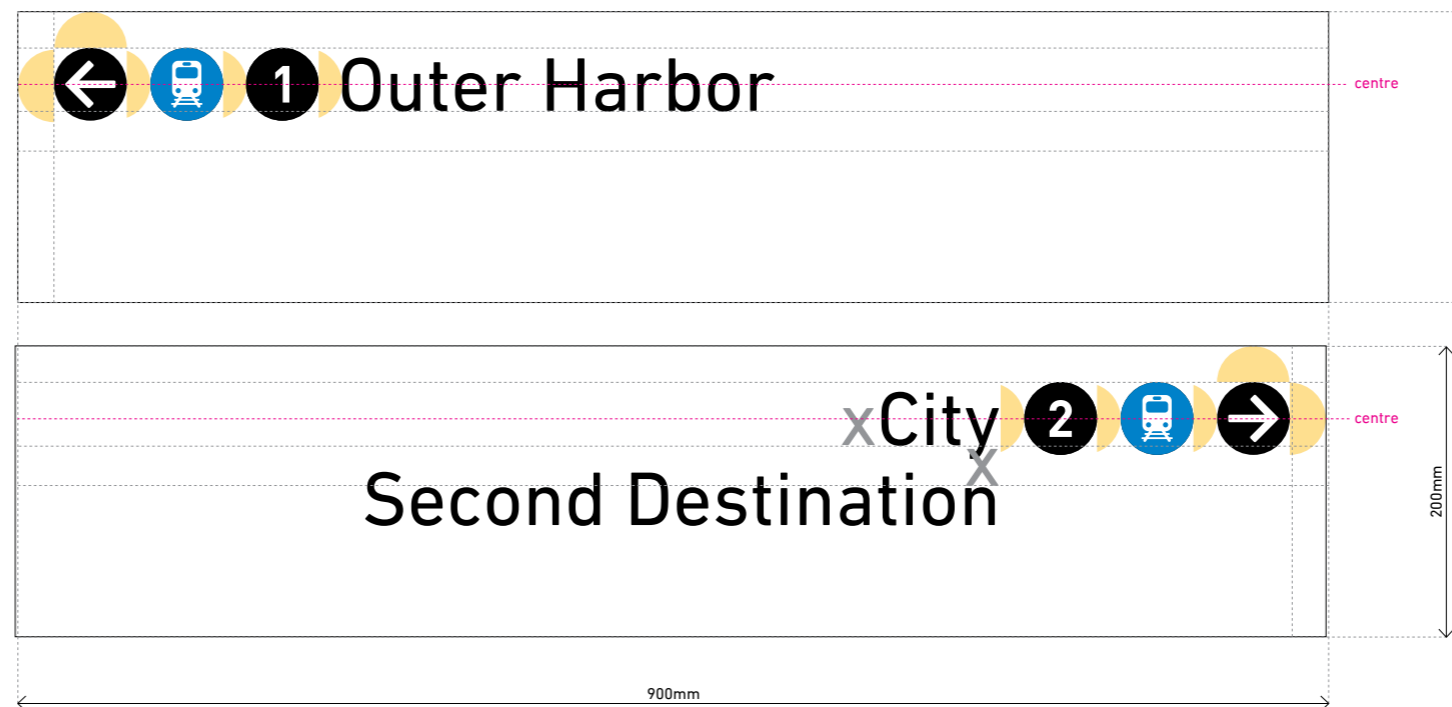 1 Outer Harbor
centre
xCity 2
centre
x
Second Destination
200mm
900mm